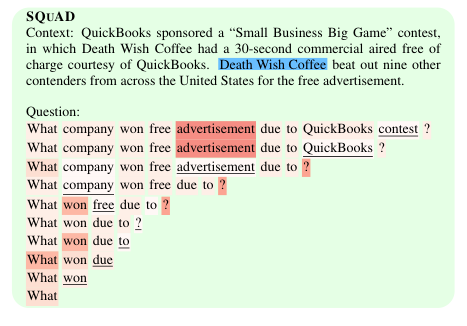 SQUAD
Context: QuickBooks sponsored a “Small Business Big Game” contest,
in which Death Wish Coffee had a 30-second commercial aired free of
charge courtesy of QuickBooks. Death Wish Coffee beat out nine other
contenders from across the United States for the free advertisement.
Question:
What company won free advertisement due to QuickBooks contest ?
What company won free advertisement due to QuickBooks ?
What company won free advertisement due to ?
What company won free due to ?
What won free due to ?
What won due to ?
What won due to
What won due
What won
What